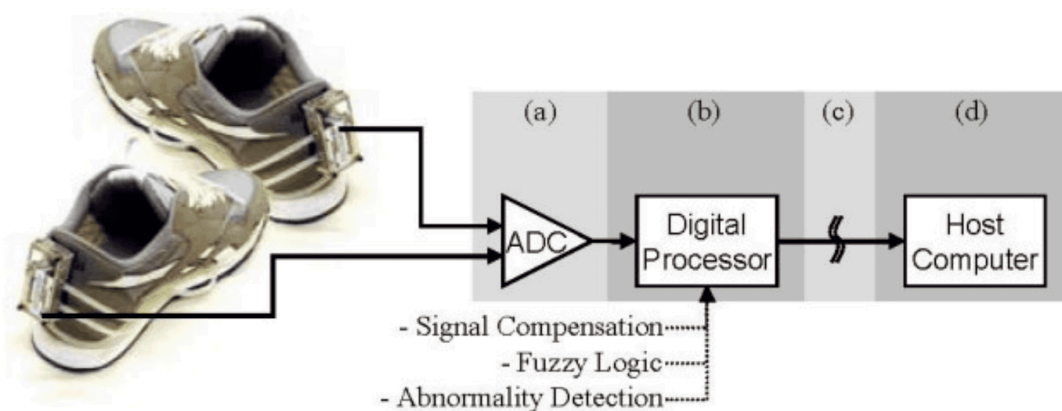 (a)
(b)
(c)
(d)
ADC
Digital
Processor
Host
Computer
- Signal Compensation
- Fuzzy Logic
- Abnormality Detection